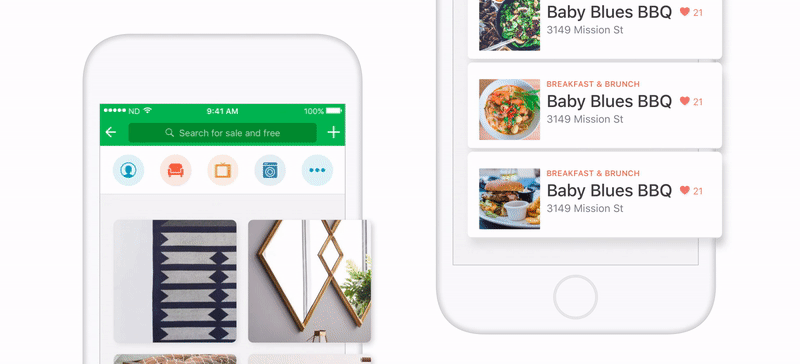 ND 9:41 AM 100%
Search for sale and free
Baby Blues BBQ 21
3149 Mission St
BREAKFAST & BRUNCH
Baby Blues BBQ 21
3149 Mission St
BREAKFAST & BRUNCH
Baby Blues BBQ 21
3149 Mission St